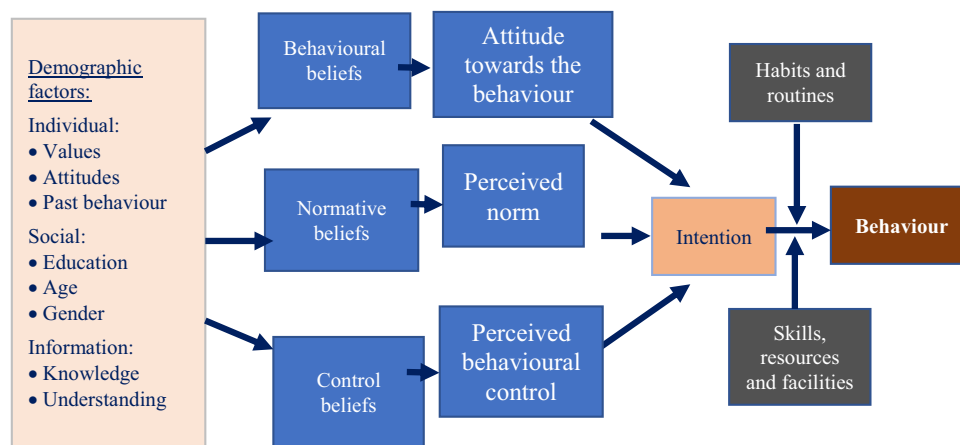 Demographic
factors:
Individual:
• Values
• Attitudes
• Past behaviour
Social:
• Education
• Age
• Gender
Information:
• Knowledge
• Understanding
Behavioural
beliefs
Attitude
towards the
behaviour
Normative
beliefs
Perceived
norm
Control
beliefs
Perceived
behavioural
control
Intention
Habits and
routines
Skills,
resources
and facilities
Behaviour